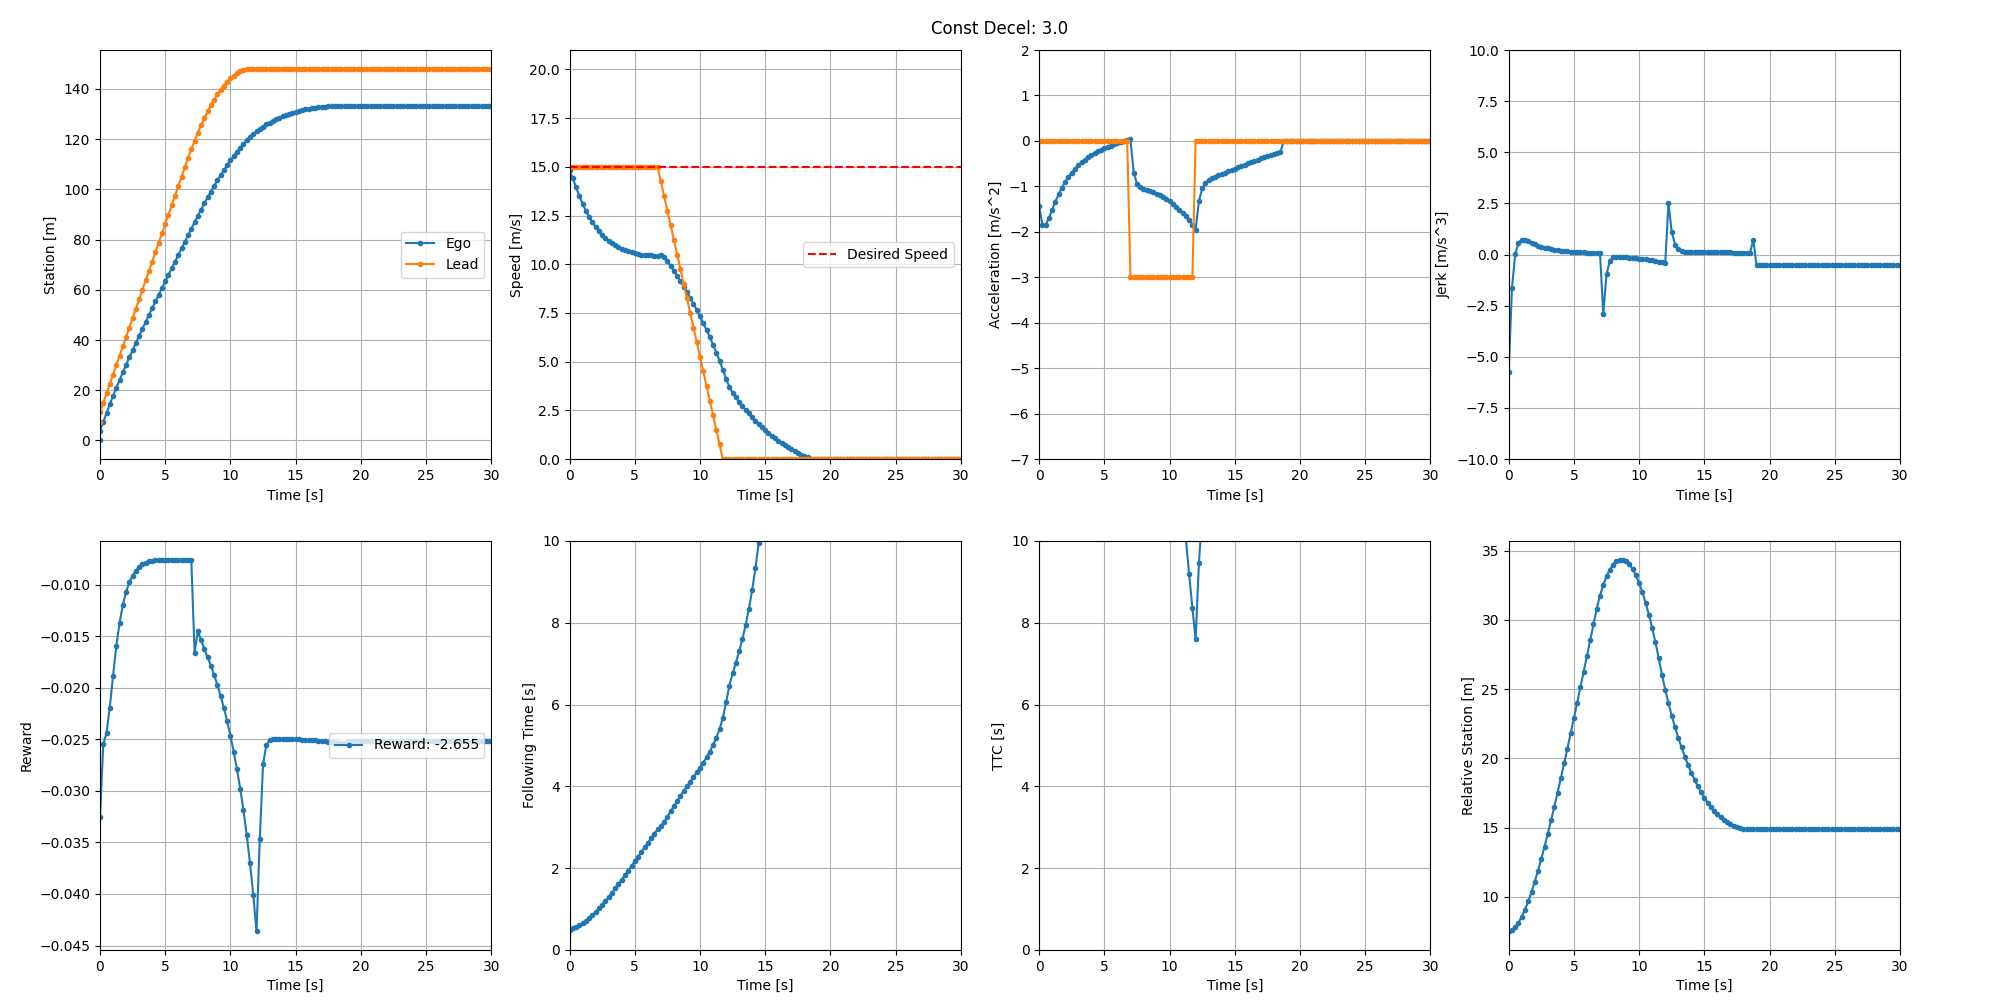 Const Decel: 3.0
Station [m]
140
120
100
80
60
40
20
0
Ego
Lead
0 5 10 15 20 25 30
Time [s]
Speed [m/s]
20.0
17.5
15.0
12.5
10.0
7.5
5.0
2.5
0.0
Desired Speed
0 5 10 15 20 25 30
Time [s]
Acceleration [m/s^2]
2
1
0
−1
−2
−3
−4
−5
−6
−7
0 5 10 15 20 25 30
Time [s]
Jerk [m/s^3]
10.0
7.5
5.0
2.5
0.0
−2.5
−5.0
−7.5
−10.0
0 5 10 15 20 25 30
Time [s]
Reward
−0.010
−0.015
−0.020
−0.025
−0.030
−0.035
−0.040
−0.045
Reward: -2.655
0 5 10 15 20 25 30
Time [s]
Following Time [s]
10
8
6
4
2
0
0 5 10 15 20 25 30
Time [s]
TTC [s]
10
8
6
4
2
0
0 5 10 15 20 25 30
Time [s]
Relative Station [m]
35
30
25
20
15
10
0 5 10 15 20 25 30
Time [s]